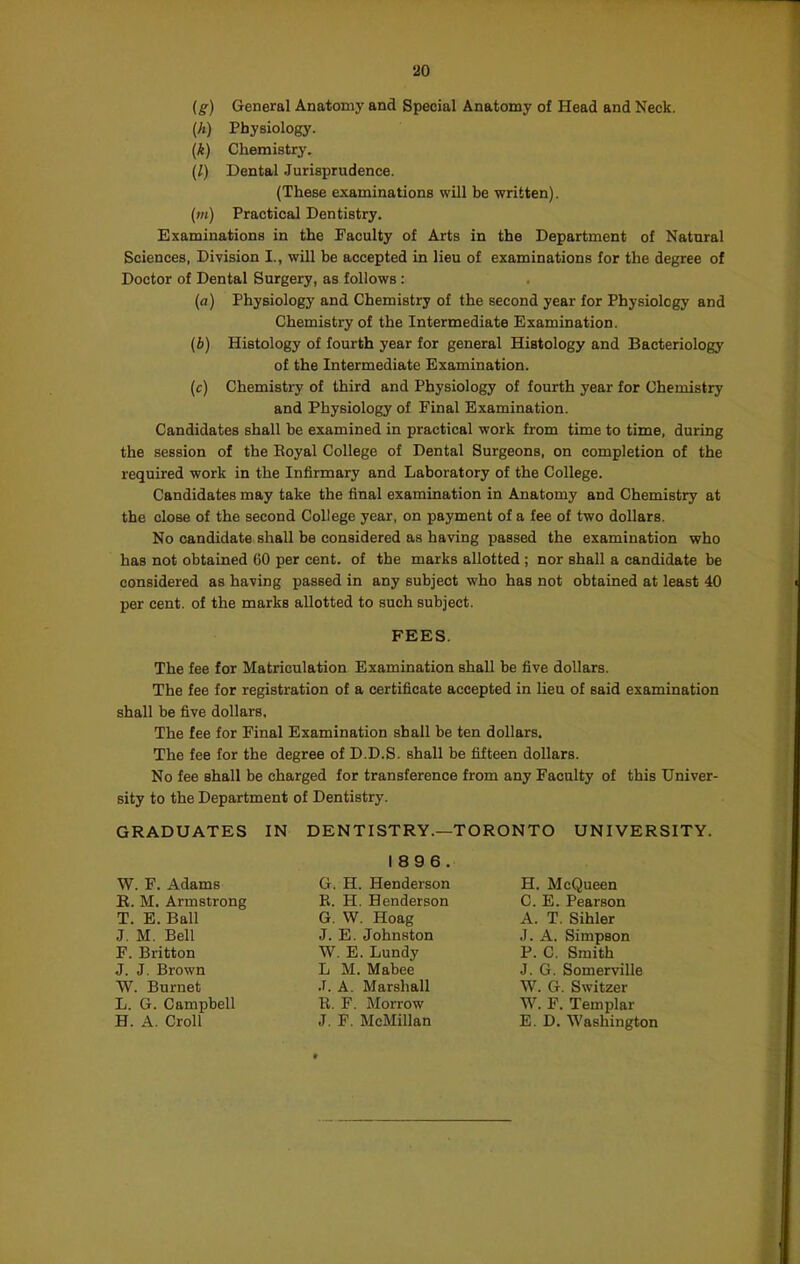 20
(g) General Anatomy and Special Anatomy of Head and Neck.
(h) Physiology.
(k) Chemistry.
(l) Dental Jurisprudence.
(These examinations will be written).
(m) Practical Dentistry.
Examinations in the Faculty of Arts in the Department of Natural
Sciences, Division I., will be accepted in lieu of examinations for the degree of
Doctor of Dental Surgery, as follows :
(a) Physiology and Chemistry of the second year for Physiology and
Chemistry of the Intermediate Examination.
(b) Histology of fourth year for general Histology and Bacteriology
of the Intermediate Examination.
(c) Chemistry of third and Physiology of fourth year for Chemistry
and Physiology of Final Examination.
Candidates shall be examined in practical work from time to time, during
the session of the Royal College of Dental Surgeons, on completion of the
required work in the Infirmary and Laboratory of the College.
Candidates may take the final examination in Anatomy and Chemistry at
the close of the second College year, on payment of a fee of two dollars.
No candidate shall be considered as having passed the examination who
has not obtained 60 per cent. of the marks allotted ; nor shall a candidate be
considered as having passed in any subject who has not obtained at least 40
per cent. of the marks allotted to such subject.
FEES.
The fee for Matriculation Examination shall be five dollars.
The fee for registration of a certificate accepted in lieu of said examination
shall be five dollars,
The fee for Final Examination shall be ten dollars.
The fee for the degree of D.D.S. shall be fifteen dollars.
No fee shall be charged for transference from any Faculty of this Univer-
sity to the Department of Dentistry.
GRADUATES IN DENTISTRY.—TORONTO UNIVERSITY.
1896.
W. F. Adams G. H. Henderson H. McQueen
R. M. Armstrong R. H. Henderson C. E. Pearson
T. E. Ball G. W. Hoag A. T. Sihler
J. M. Bell J. E. Johnston J. A. Simpson
F. Britton W. E. Lundy P. C. Smith
J. J. Brown L M. Mabee J. G. Somerville
W. Burnet J. A. Marshall W. G. Switzer
L. G. Campbell R. F. Morrow W. F. Templar
H. A. Croll J. F. McMillan E. D. Washington